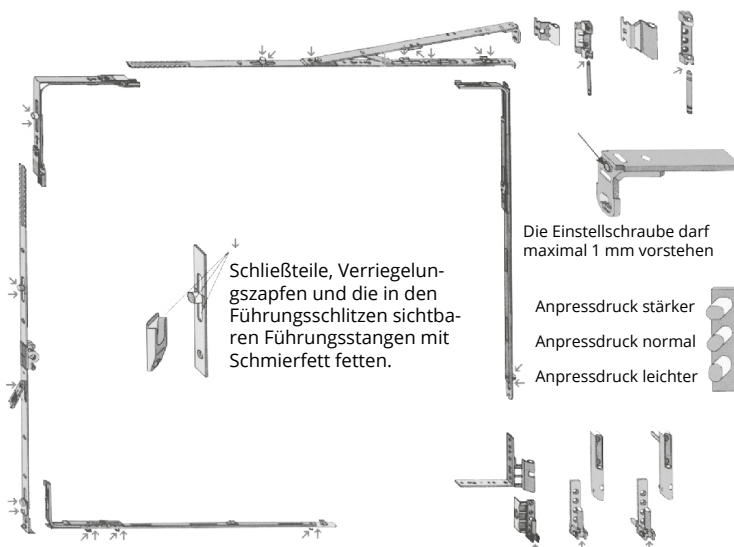 Die Einstellschraube darf
maximal 1 mm vorstehen
Schließteile, Verriegelun-
gszapfen und die in den
Führungsschlitzen sichtba-
ren Führungsstangen mit
Schmierfett fetten.
Anpressdruck stärker
Anpressdruck normal
Anpressdruck leichter